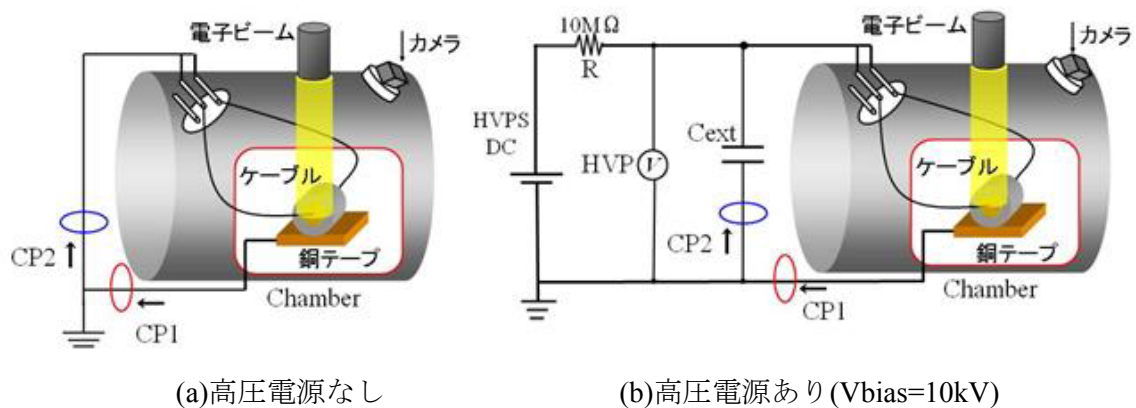 電子ビーム
カメラ
ケーブル
銅テープ
CP2
Chamber
CP1
(a)高圧電源なし
10MΩ
R
HVPS
DC
HVP
V
Cext
CP2
電子ビーム
カメラ
ケーブル
銅テープ
Chamber
CP1
(b)高圧電源あり(Vbias=10kV)